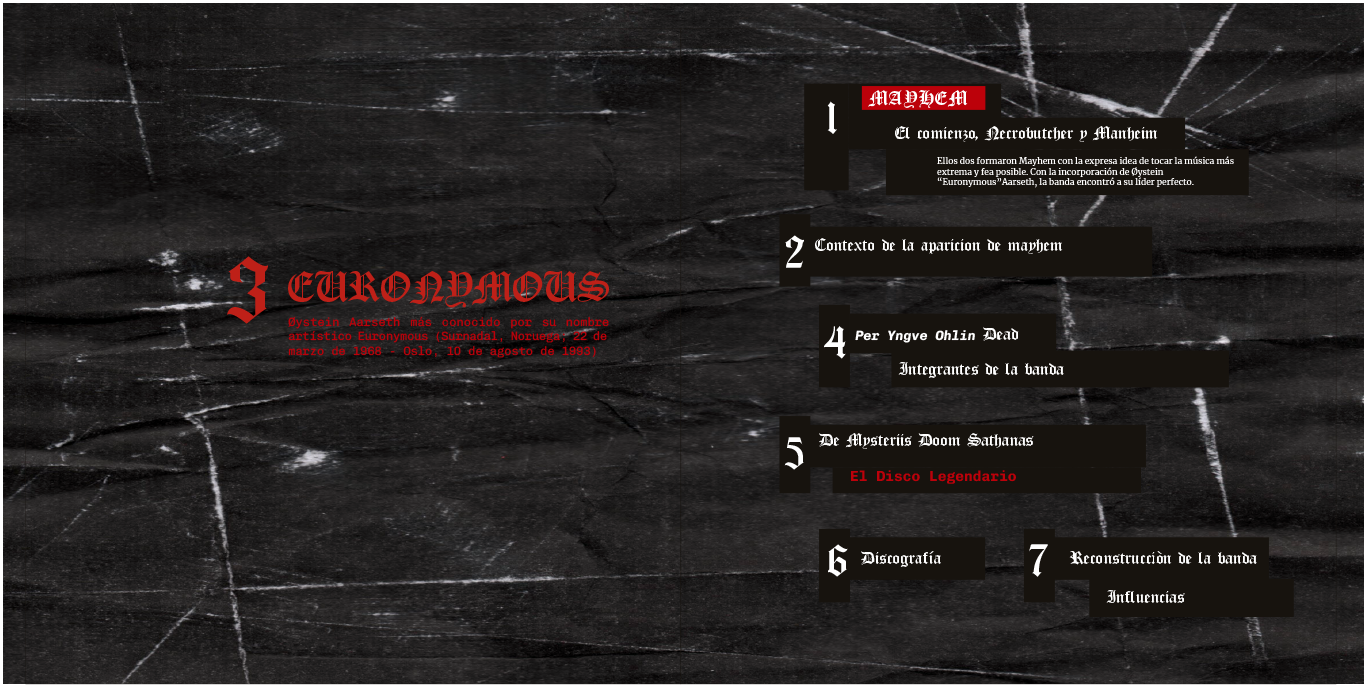 3
EURONYMOUS
Øystein Aarseth más conocido por su nombre
artístico Euronymous (Surnadal, Noruega, 22 de
marzo de 1968 - Oslo, 10 de agosto de 1993)
1
MAYHEM
El comienzo, Necrobutcher y Manheim
Ellos dos formaron Mayhem con la expresa idea de tocar la música más
extrema y fea posible. Con la incorporación de Øystein
“Euronymous”Aarseth, la banda encontró a su líder perfecto.
2 Contexto de la aparicion de mayhem
4 Per Yngve Ohlin Dead
Integrantes de la banda
5 De Mysteriis Doom Sathanas
El Disco Legendario
6 Discografía
7 Reconstrucciòn de la banda
Influencias